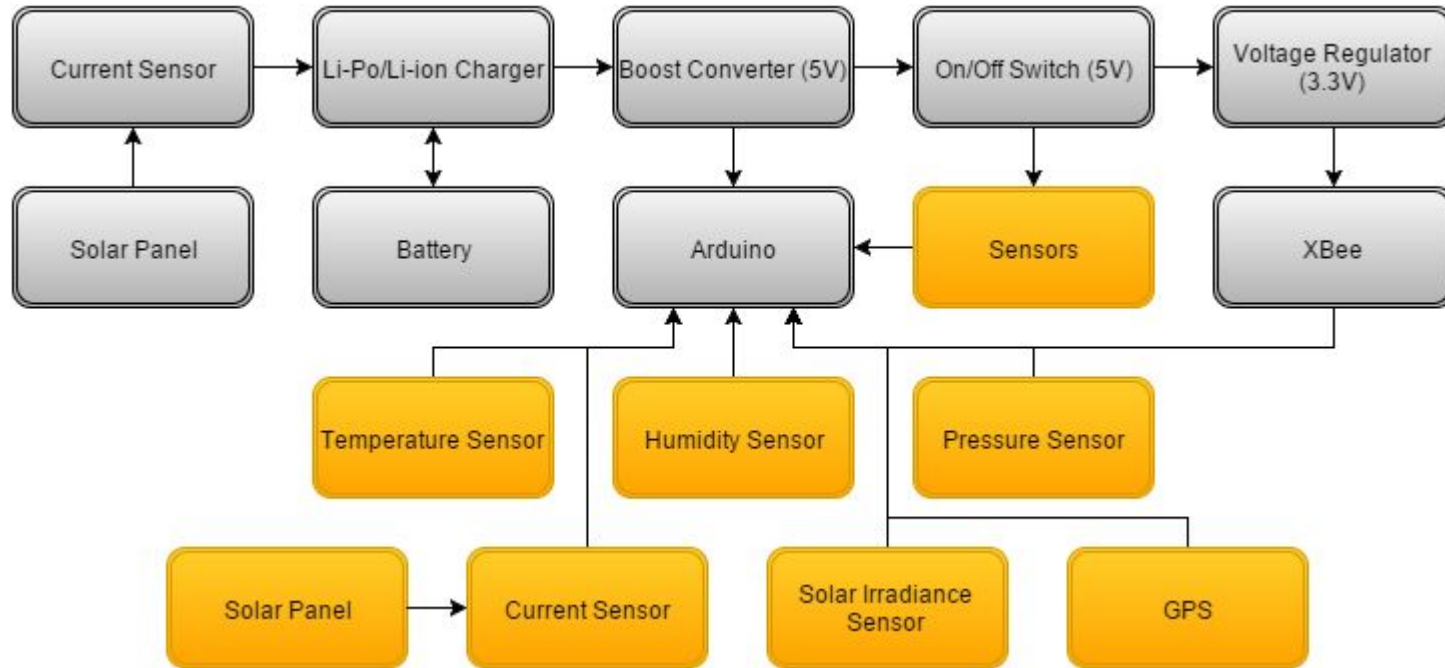 Current Sensor
Li-Po/Li-ion Charger
Boost Converter (5V)
On/Off Switch (5V)
Voltage Regulator
(3.3V)
Solar Panel
Battery
Arduino
Sensors
XBee
Temperature Sensor
Humidity Sensor
Pressure Sensor
Solar Panel
Current Sensor
Solar Irradiance
Sensor
GPS